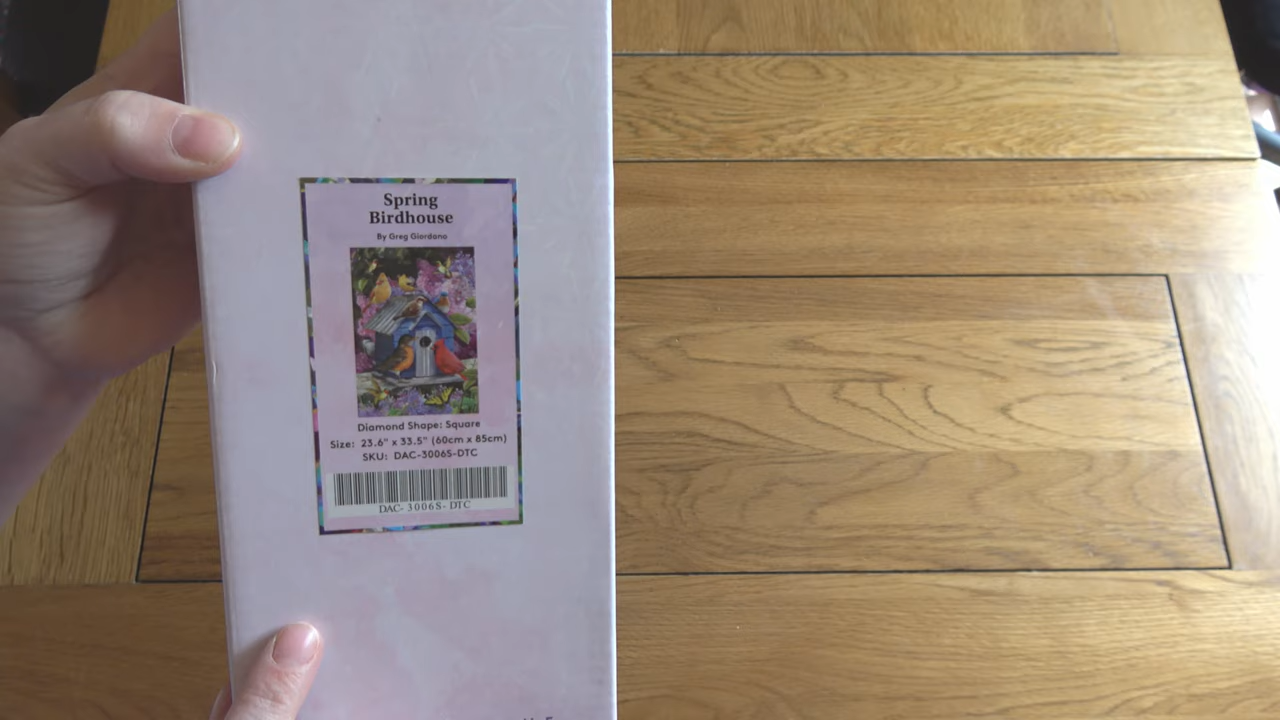 Spring
Birdhouse
By Greg Giordano
Diamond Shape: Square
Size: 23.6" x 33.5" (60cm x 85cm)
SKU: DAC-3006S-DTC
DAC- 3006S- DTC